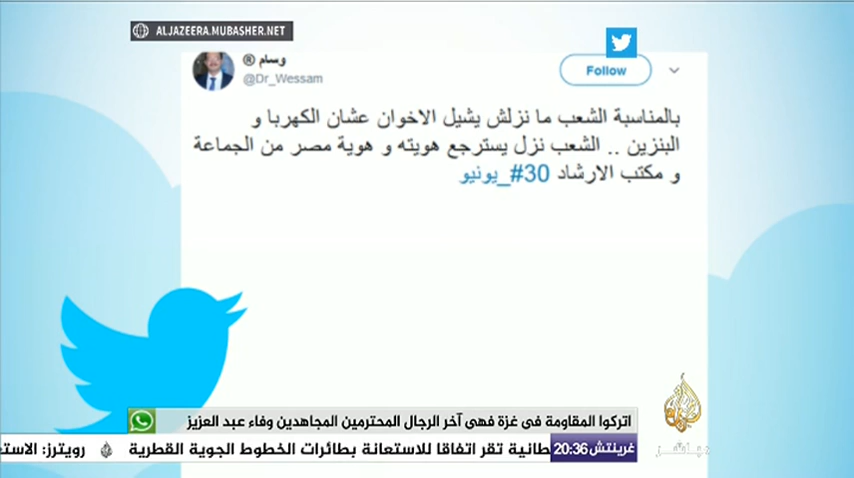 ALJAZEERA.MUBASHER.NET
وسام ®
@Dr_Wessam
Follow
بالمناسبة الشعب ما نزلش يشيل الاخوان عشان الكهربا و
البنزين .. الشعب نزل يسترجع هويته و هوية مصر من الجماعة
و مكتب الارشاد #30_يونيو
اتركوا المقاومة فى غزة فهى آخر الرجال المحترمين المجاهدين وفاء عبد العزيز
غرينتش 20:36
طانية تقر اتفاقا للاستعانة بطائرات الخطوط الجوية القطرية رويترز: الاستع
مباشر